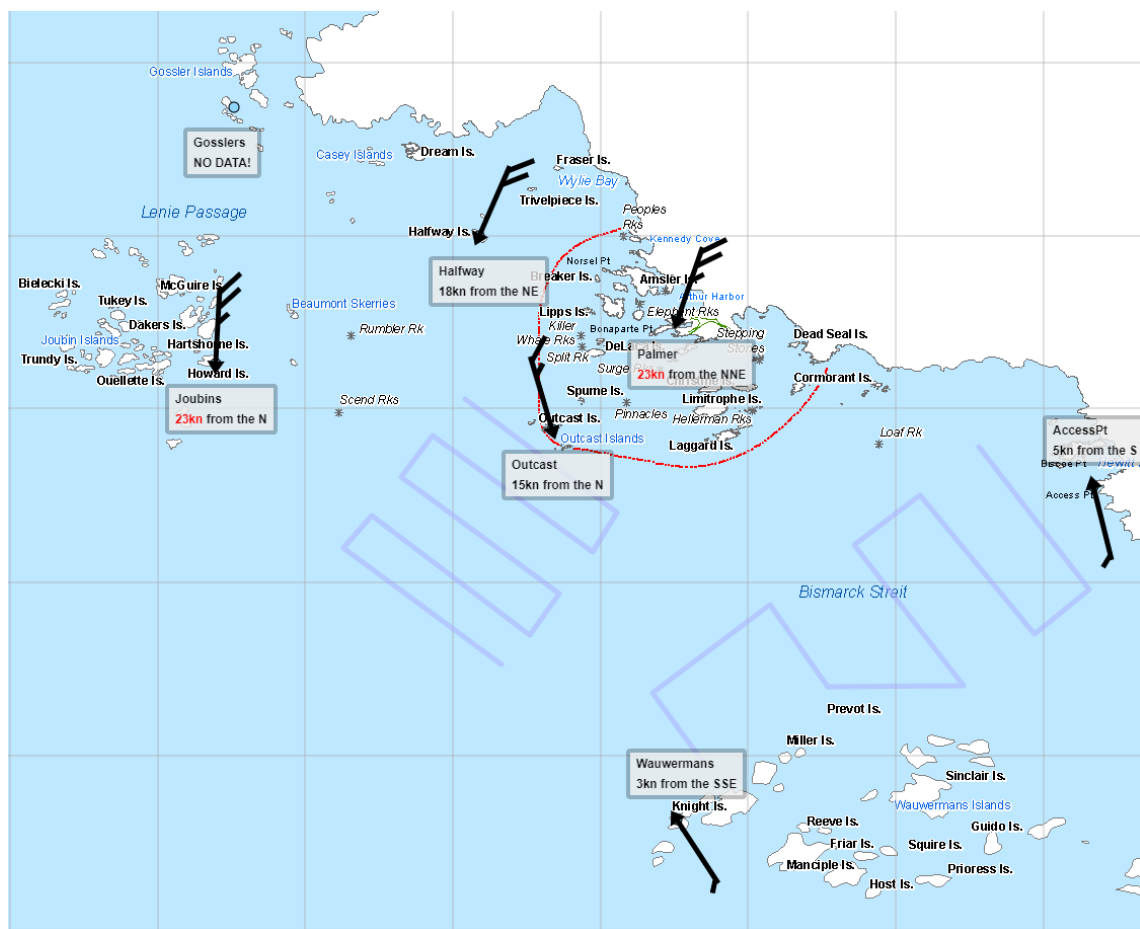 Gossler Islands
Gosslers
NO DATA!
Casey Islands
Dream Is.
Fraser Is.
Wylie Bay
Trivelpiece Is.
Peoples
Rks
Lenie Passage
Halfway Is.
Kennedy Cove
Halfway
18kn from the NE
Norsel Pt
Breaker Is.
Amsler Is.
Arthur Harbor
Bielecki Is.
McGuire Is.
Tukey Is.
Beaumont Skerries
Lipps Is.
Elephant Rks
Dakers Is.
Rumbler Rk
Killer
Whale Rks
Bonaparte Pt
Stepping
Stones
Dead Seal Is.
Joubin Islands
Hartshorne Is.
Split Rk
DeLaca Is.
Trundy Is.
Ouellette Is.
Howard Is.
Surge Rks
Palmer
23kn from the NNE
Christine Is.
Cormorant Is.
Joubins
23kn from the N
Scend Rks
Spume Is.
Pinnacles
Limitrophe Is.
Hellerman Rks
Outcast Is.
Outcast Islands
Laggard Is.
Loaf Rk
AccessPt
5kn from the S
Outcast
15kn from the N
Biscoe Pt
Access Pt
Bismarck Strait
Prevot Is.
Miller Is.
Wauwermans
3kn from the SSE
Sinclair Is.
Knight Is.
Wauwermans Islands
Reeve Is.
Guido Is.
Friar Is.
Squire Is.
Manciple Is.
Prioress Is.
Host Is.